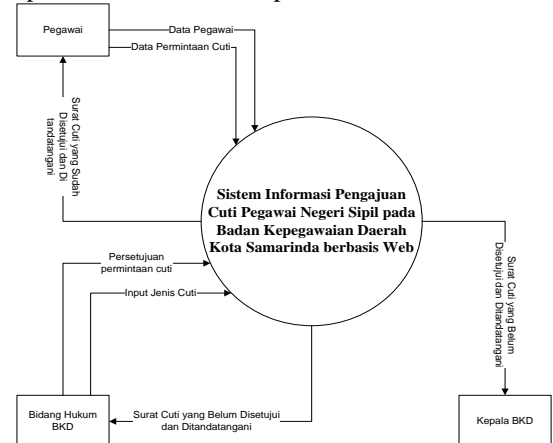 Pegawai
Data Pegawai
Data Permintaan Cuti
Surat Cuti yang Sudah
Disetujui dan Di
tandatangani
Sistem Informasi Pengajuan
Cuti Pegawai Negeri Sipil pada
Badan Kepegawaian Daerah
Kota Samarinda berbasis Web
Persetujuan
permintaan cuti
Input Jenis Cuti
Surat Cuti yang Belum
Disetujui dan Ditandatangani
Bidang Hukum
BKD
Surat Cuti yang Belum Disetujui
dan Ditandatangani
Kepala BKD